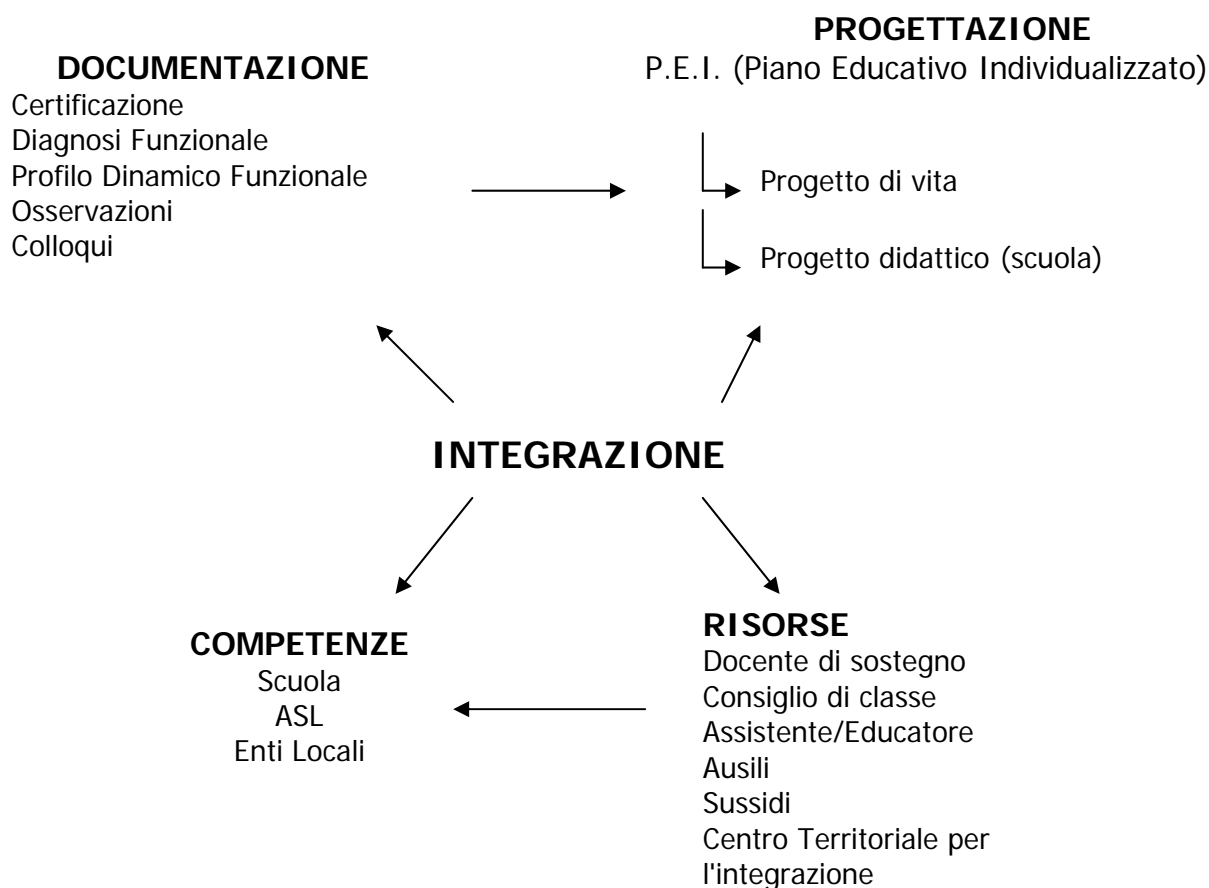 DOCUMENTAZIONE
Certificazione
Diagnosi Funzionale
Profilo Dinamico Funzionale
Osservazioni
Colloqui
PROGETTAZIONE
P.E.I. (Piano Educativo Individualizzato)
Progetto di vita
Progetto didattico (scuola)
INTEGRAZIONE
COMPETENZE
Scuola
ASL
Enti Locali
RISORSE
Docente di sostegno
Consiglio di classe
Assistente/Educatore
Ausili
Sussidi
Centro Territoriale per
l'integrazione